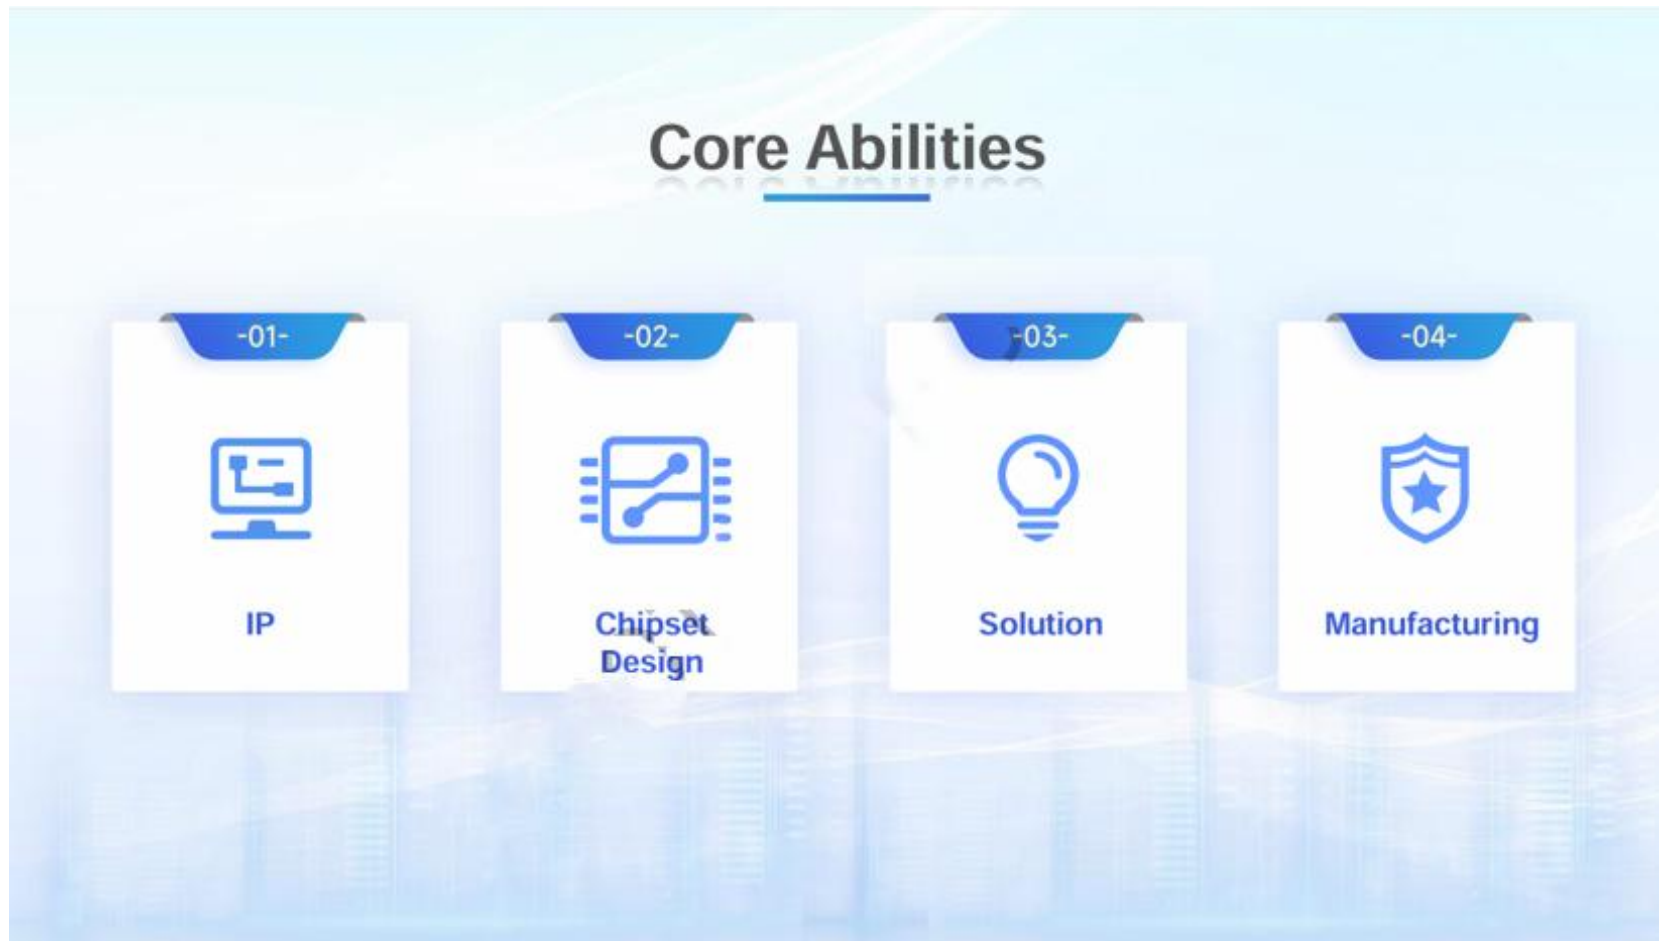 Core Abilities
-01-
-02-
-03-
-04-
IP
Chipset
Design
Solution
Manufacturing